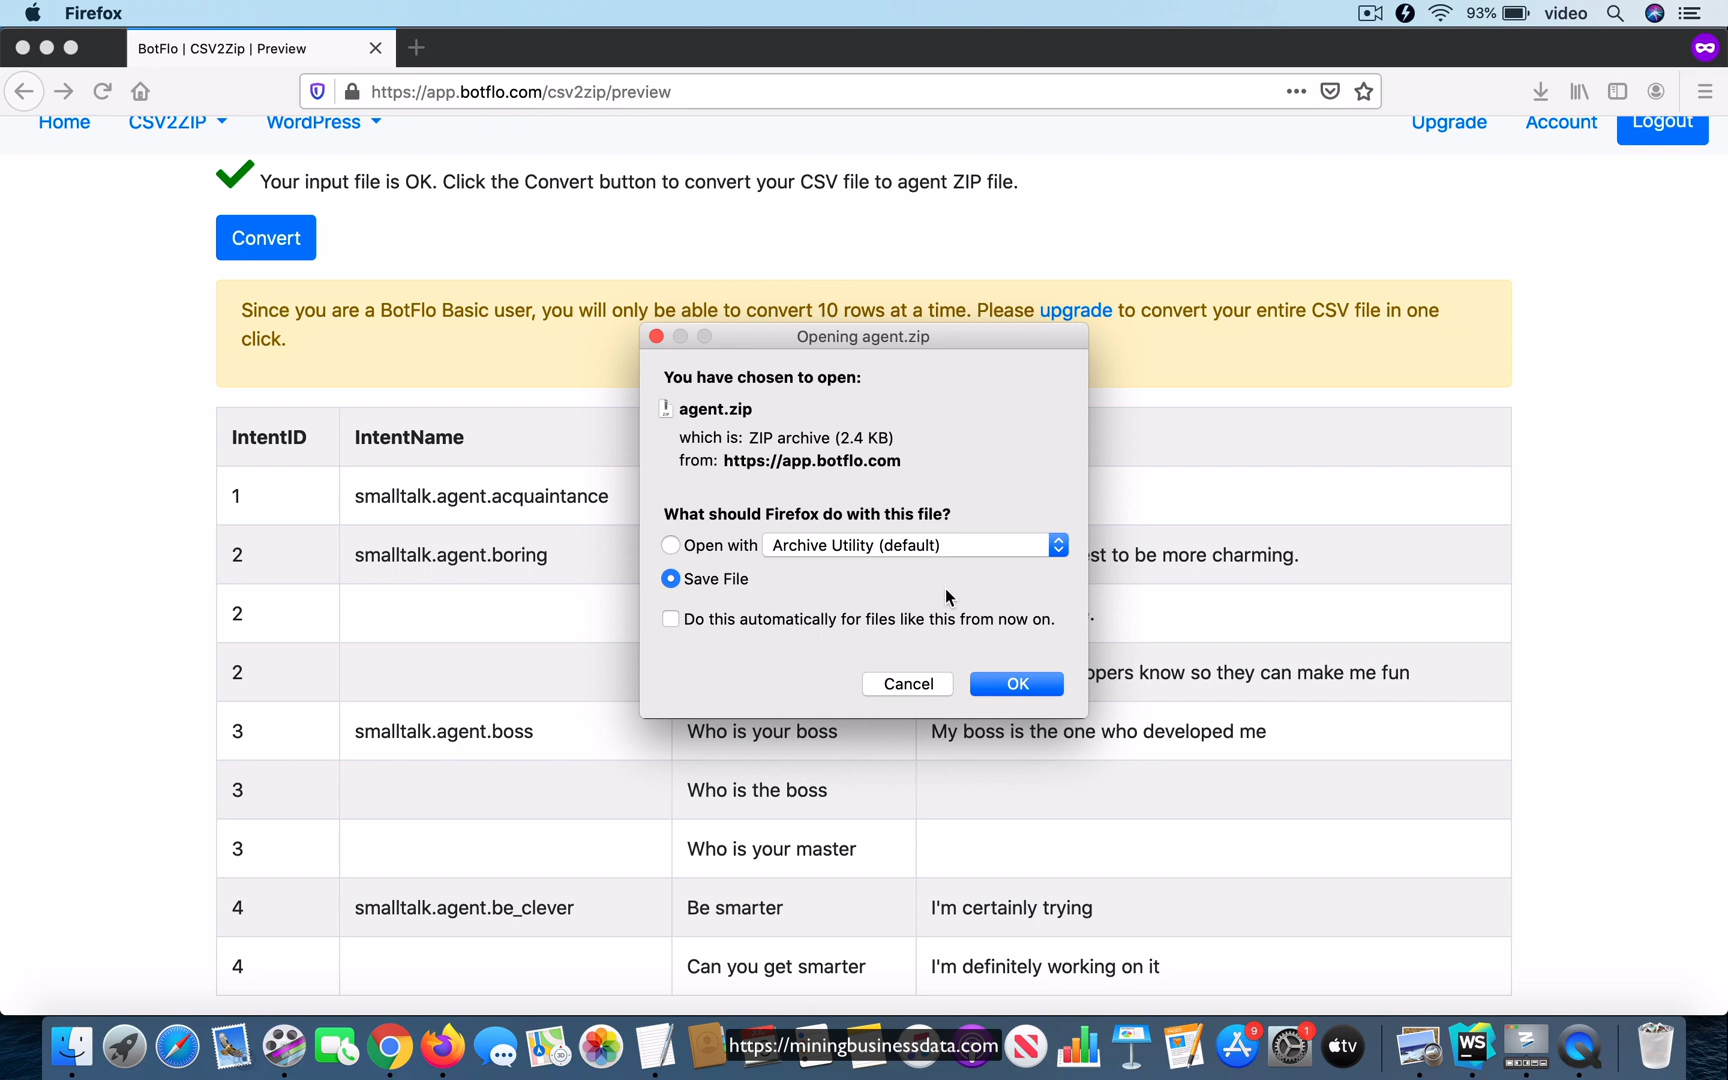 Firefox
93%
video
BotFlo | CSV2Zip | Preview
https://app.botflo.com/csv2zip/preview
Home
CSV2ZIP
WordPress
Upgrade
Account
Logout
Your input file is OK. Click the Convert button to convert your CSV file to agent ZIP file.
Convert
Since you are a BotFlo Basic user, you will only be able to convert 10 rows at a time. Please upgrade to convert your entire CSV file in one
click.
Opening agent.zip
You have chosen to open:
agent.zip
which is: ZIP archive (2.4 KB)
from: https://app.botflo.com
What should Firefox do with this file?
Open with Archive Utility (default)
Save File
Do this automatically for files like this from now on.
Cancel
OK
IntentID IntentName
1 smalltalk.agent.acquaintance
2 smalltalk.agent.boring to be more charming.
2
2 know so they can make me fun
3 smalltalk.agent.boss Who is your boss My boss is the one who developed me
3 Who is the boss
3 Who is your master
4 smalltalk.agent.be_clever Be smarter I'm certainly trying
4 Can you get smarter I'm definitely working on it
https://miningbusinessdata.com
WS
tv
9
1